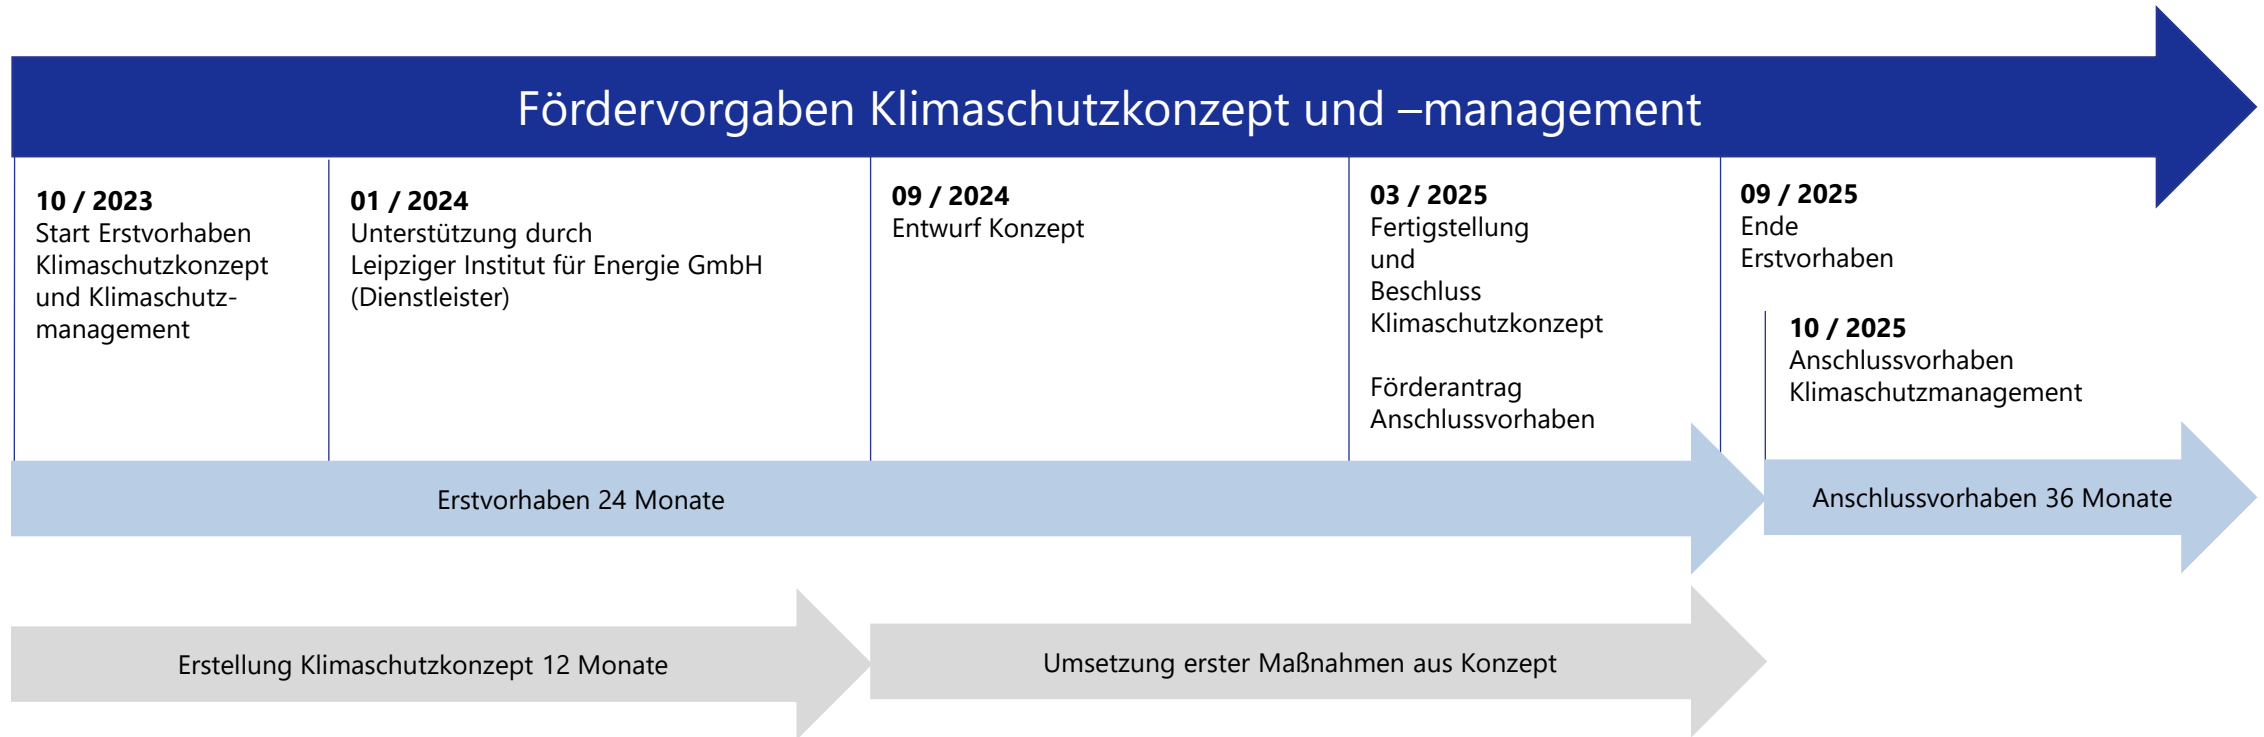 Fördervorgaben Klimaschutzkonzept und –management
10 / 2023
Start Erstvorhaben
Klimaschutzkonzept
und Klimaschutz-
management
01 / 2024
Unterstützung durch
Leipziger Institut für Energie GmbH
(Dienstleister)
09 / 2024
Entwurf Konzept
03 / 2025
Fertigstellung
und
Beschluss
Klimaschutzkonzept
Förderantrag
Anschlussvorhaben
09 / 2025
Ende
Erstvorhaben
10 / 2025
Anschlussvorhaben
Klimaschutzmanagement
Erstvorhaben 24 Monate
Anschlussvorhaben 36 Monate
Erstellung Klimaschutzkonzept 12 Monate
Umsetzung erster Maßnahmen aus Konzept